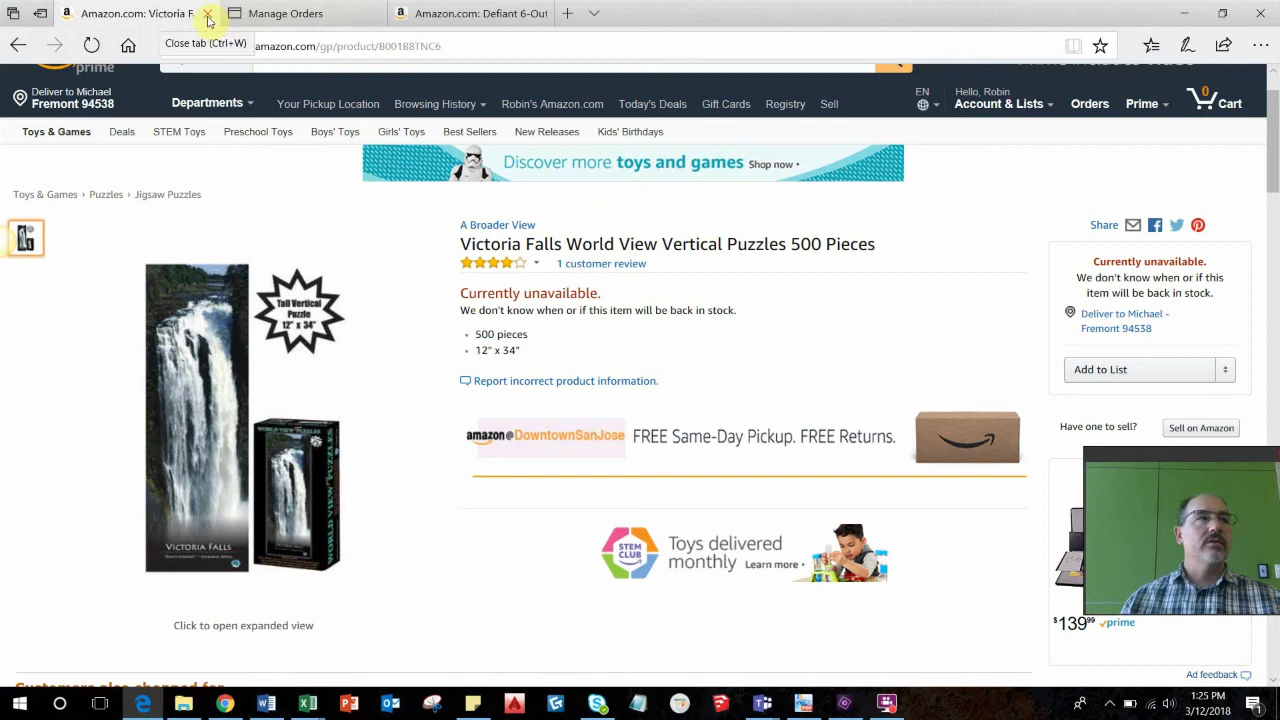 Amazon.com: Victoria F
Manage Orders
Amazon.com: Defiant 6-Out
Close tab (Ctrl+W)
amazon.com/gp/product/B001B8TNC6
prime
Deliver to Michael
Fremont 94538
Departments
Your Pickup Location
Browsing History
Robin's Amazon.com
Today's Deals
Gift Cards
Registry
Sell
EN
Hello, Robin
Account & Lists
Orders
Prime
0
Cart
Toys & Games
Deals
STEM Toys
Preschool Toys
Boys' Toys
Girls' Toys
Best Sellers
New Releases
Kids' Birthdays
Discover more toys and games Shop now
Toys & Games › Puzzles › Jigsaw Puzzles
A Broader View
Victoria Falls World View Vertical Puzzles 500 Pieces
1 customer review
Currently unavailable.
We don't know when or if this item will be back in stock.
• 500 pieces
• 12" x 34"
Report incorrect product information.
amazon@DowntownSanJose FREE Same-Day Pickup. FREE Returns.
STEM
CLUB
Toys delivered
monthly Learn more
Tall Vertical
Puzzle
12" x 34"
WORLD VIEW PUZZLES
VICTORIA FALLS
Click to open expanded view
Customers also shopped for
Share
Currently unavailable.
We don't know when or if this
item will be back in stock.
Deliver to Michael -
Fremont 94538
Add to List
Have one to sell?
Sell on Amazon
$13999 prime
Ad feedback
1:25 PM
3/12/2018
1